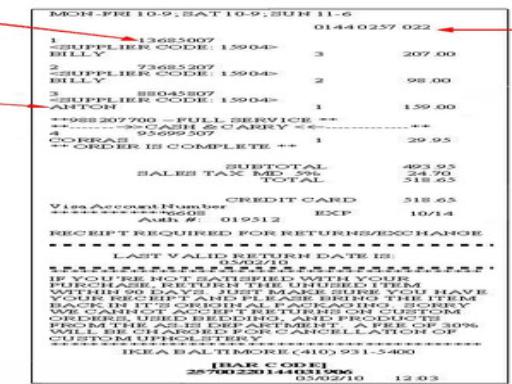 MON-FRI 10-9; SAT 10-9; SUN 11-6
01440257 022
1 13685007
<SUPPLIER CODE: 15904>
BILLY 3 207.00
2 73685207
<SUPPLIER CODE: 15904>
BILLY 2 98.00
3 88045807
<SUPPLIER CODE: 15904>
ANTON 1 159.00
**988207700 - FULL SERVICE **
**--------->>CASH & CARRY <<----------**
4 95699507
CORRAS 1 29.95
** ORDER IS COMPLETE **
SUBTOTAL 493.95
SALES TAX MD 5% 24.70
TOTAL 518.65
CREDIT CARD 518.65
Visa Account Number
************6608 EXP 10/14
Auth #: 019512
RECEIPT REQUIRED FOR RETURNS/EXCHANGE
LAST VALID RETURN DATE IS:
05/02/10
IF YOU'RE NOT SATISFIED WITH YOUR
PURCHASE, RETURN THE UNUSED ITEM
WITHIN 90 DAYS. JUST MAKE SURE YOU HAVE
YOUR RECEIPT AND PLEASE BRING THE ITEM
BACK IN IT'S ORIGINAL PACKAGING. SORRY
WE CANNOT ACCEPT RETURNS ON CUSTOM
ORDERS, USED BEDDING, AND PRODUCTS
FROM THE AS-IS DEPARTMENT. A FEE OF 30%
WILL BE CHARGED FOR CANCELLATION OF
CUSTOM UPHOLSTERY
IKEA BALTIMORE (410) 931-5400
[BAR CODE]
25700220144031906
05/02/10 12:03